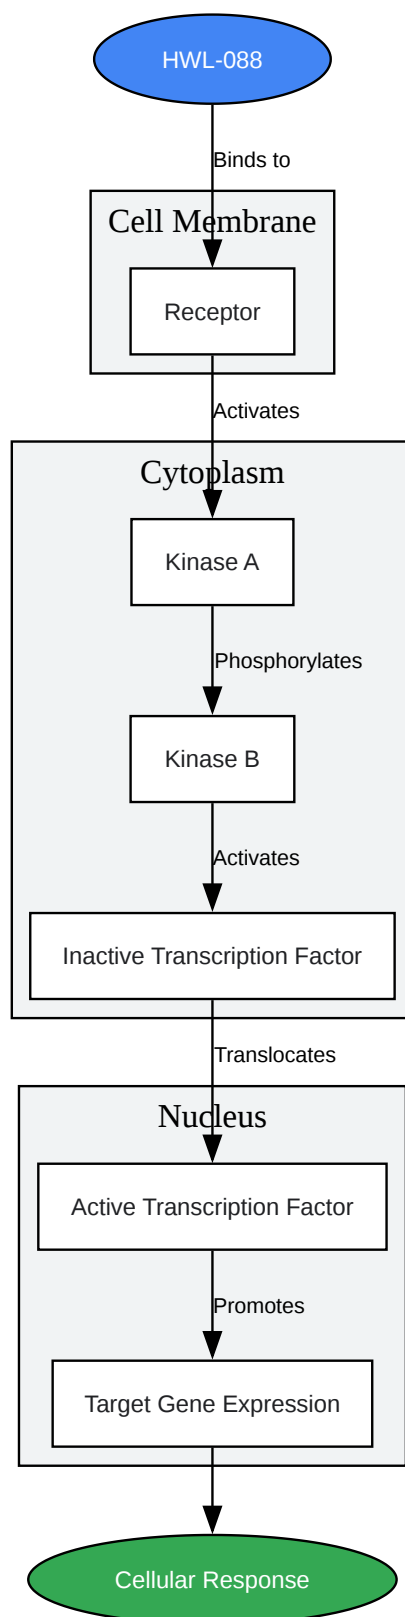 HWL-088
Binds to
Cell Membrane
Receptor
Activates
Cytoplasm
Kinase A
Phosphorylates
Kinase B
Activates
Inactive Transcription Factor
Translocates
Nucleus
Active Transcription Factor
Promotes
Target Gene Expression
Cellular Response